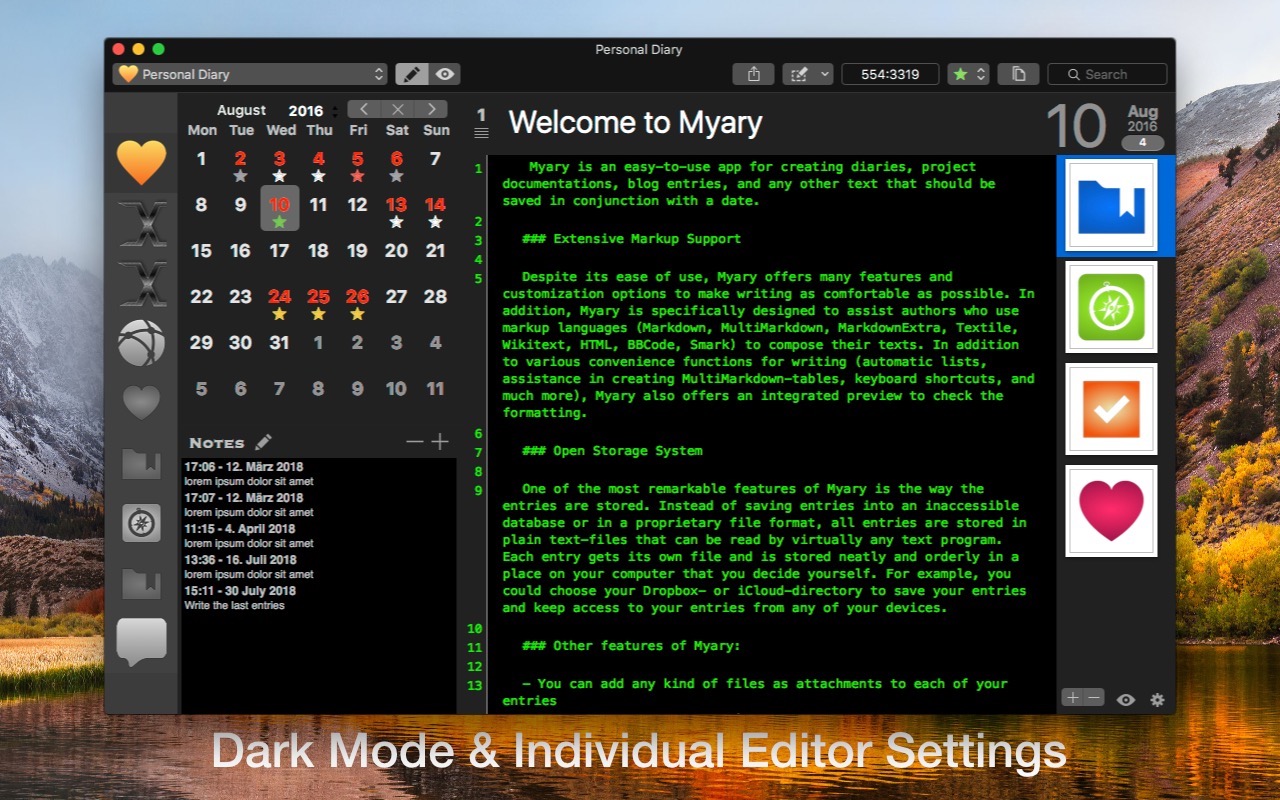 Personal Diary
Personal Diary
554:3319
Search
August 2016
Mon Tue Wed Thu Fri Sat Sun
1 2 3 4 5 6 7
8 9 10 11 12 13 14
15 16 17 18 19 20 21
22 23 24 25 26 27 28
29 30 31 1 2 3 4
5 6 7 8 9 10 11
NOTES
17:06 - 12. März 2018
lorem ipsum dolor sit amet
17:07 - 12. März 2018
lorem ipsum dolor sit amet
11:15 - 4. April 2018
lorem ipsum dolor sit amet
13:36 - 16. Juli 2018
lorem ipsum dolor sit amet
15:11 - 30 July 2018
Write the last entries
1 Welcome to Myary
10 Aug
2016
4
1 Myary is an easy-to-use app for creating diaries, project
documentations, blog entries, and any other text that should be
saved in conjunction with a date.
2
3 ### Extensive Markup Support
4
5 Despite its ease of use, Myary offers many features and
customization options to make writing as comfortable as possible. In
addition, Myary is specifically designed to assist authors who use
markup languages (Markdown, MultiMarkdown, MarkdownExtra, Textile,
Wikitext, HTML, BBCode, Smark) to compose their texts. In addition
to various convenience functions for writing (automatic lists,
assistance in creating MultiMarkdown-tables, keyboard shortcuts, and
much more), Myary also offers an integrated preview to check the
formatting.
6
7 ### Open Storage System
8
9 One of the most remarkable features of Myary is the way the
entries are stored. Instead of saving entries into an inaccessible
database or in a proprietary file format, all entries are stored in
plain text-files that can be read by virtually any text program.
Each entry gets its own file and is stored neatly and orderly in a
place on your computer that you decide yourself. For example, you
could choose your Dropbox- or iCloud-directory to save your entries
and keep access to your entries from any of your devices.
10
11 ### Other features of Myary:
12
13 - You can add any kind of files as attachments to each of your
entries
Dark Mode & Individual Editor Settings